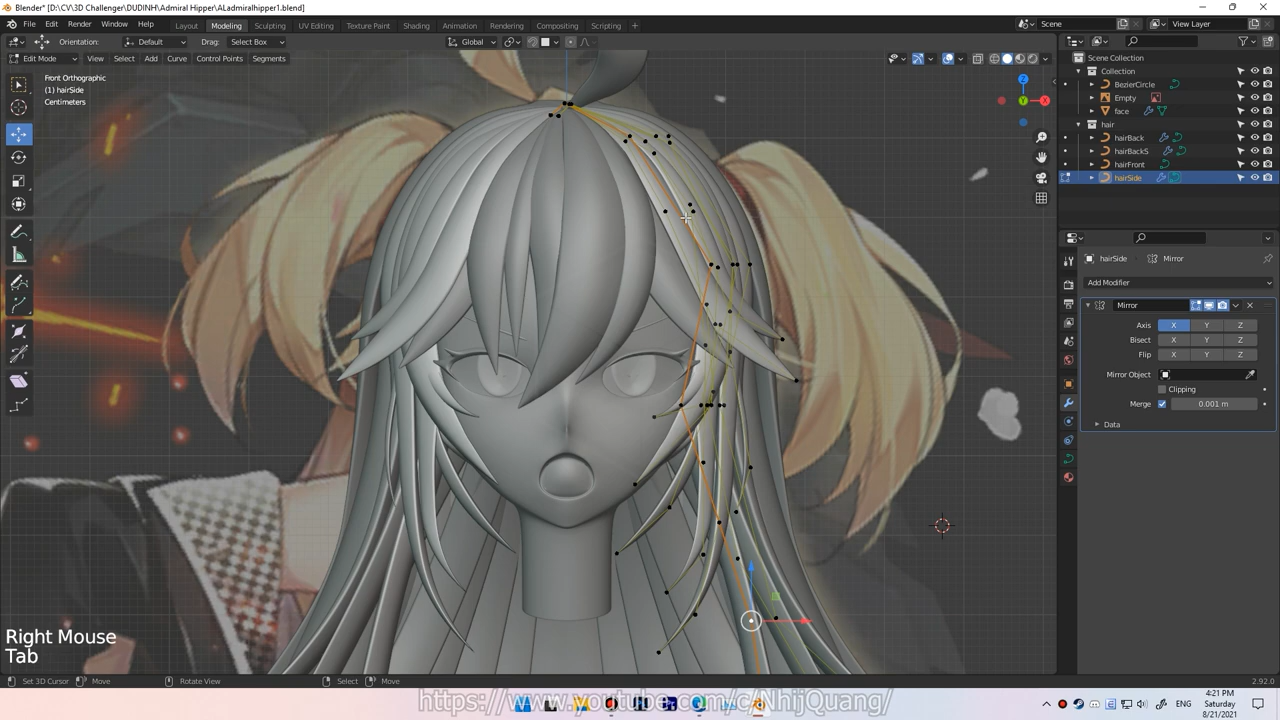 Blender* [D:\CV\3D Challenger\DUDINH\Admiral Hipper\ALadmiralhipper1.blend]
File Edit Render Window Help Layout Modeling Sculpting UV Editing Texture Paint Shading Animation Rendering Compositing Scripting + Scene View Layer
Orientation: Default Drag: Select Box Global
Edit Mode View Select Add Curve Control Points Segments
Front Orthographic
(1) hairSide
Centimeters
Z
Y
X
Right Mouse
Tab
Scene Collection
Collection
BezierCircle
Empty
face
hair
hairBack
hairBackS
hairFront
hairSide
hairSide Mirror
Add Modifier
Mirror
Axis X Y Z
Bisect X Y Z
Flip X Y Z
Mirror Object
Clipping
Merge 0.001 m
Data
Set 3D Cursor Move Rotate View Select Move 2.92.0
https://www.youtube.com/c/NhijQuang/
ENG
4:21 PM
Saturday
8/21/2021